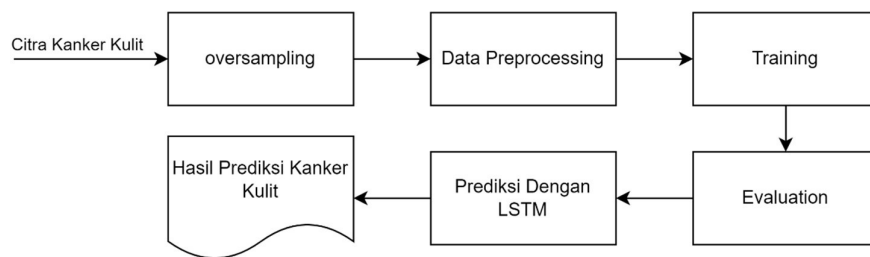 Citra Kanker Kulit
oversampling
Data Preprocessing
Training
Evaluation
Prediksi Dengan
LSTM
Hasil Prediksi Kanker
Kulit